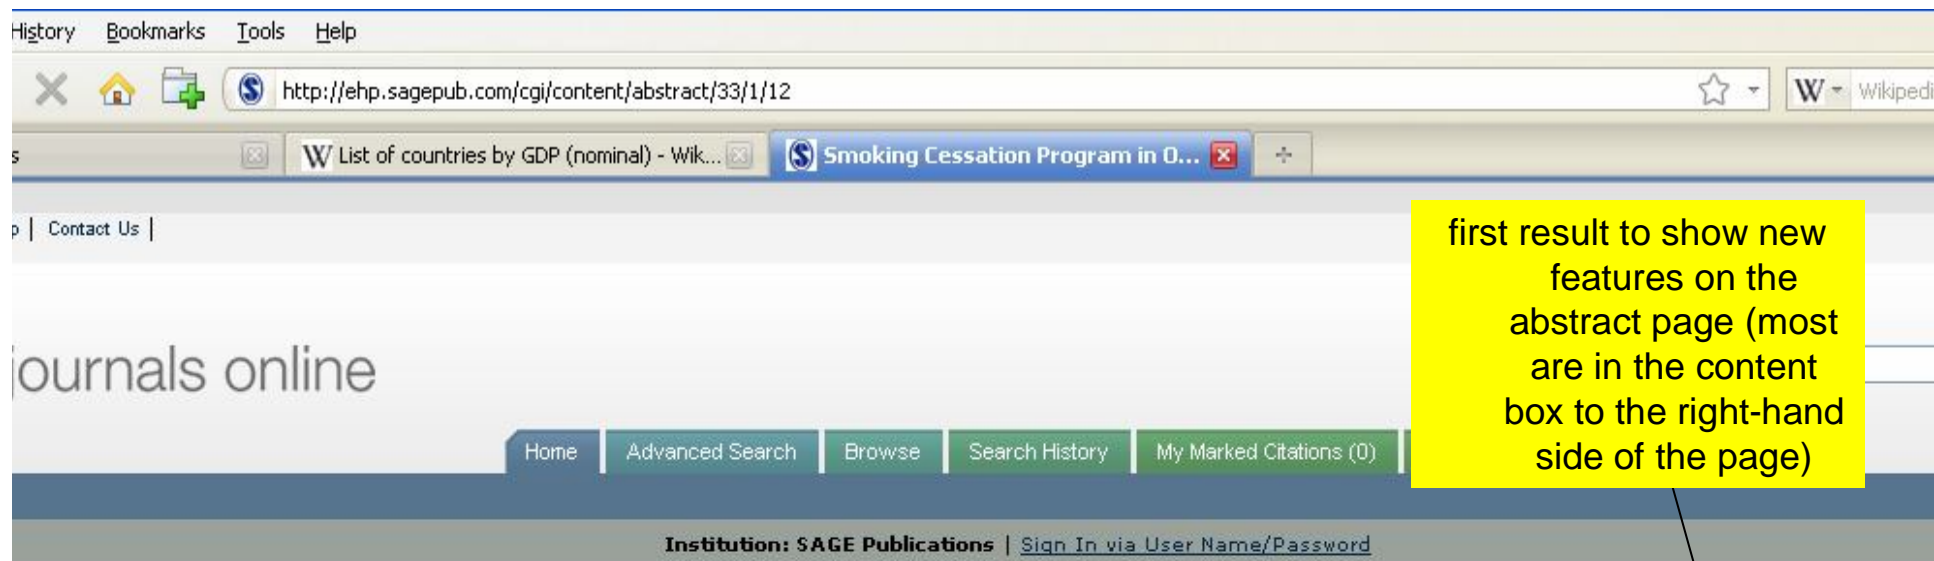 History Bookmarks Tools Help
http://ehp.sagepub.com/cgi/content/abstract/33/1/12
W Wikipedi
s
W List of countries by GDP (nominal) - Wik...
Smoking Cessation Program in O...
p | Contact Us |
first result to show new
features on the
abstract page (most
are in the content
box to the right-hand
side of the page)
journals online
Home Advanced Search Browse Search History My Marked Citations (0)
Institution: SAGE Publications | Sign In via User Name/Password